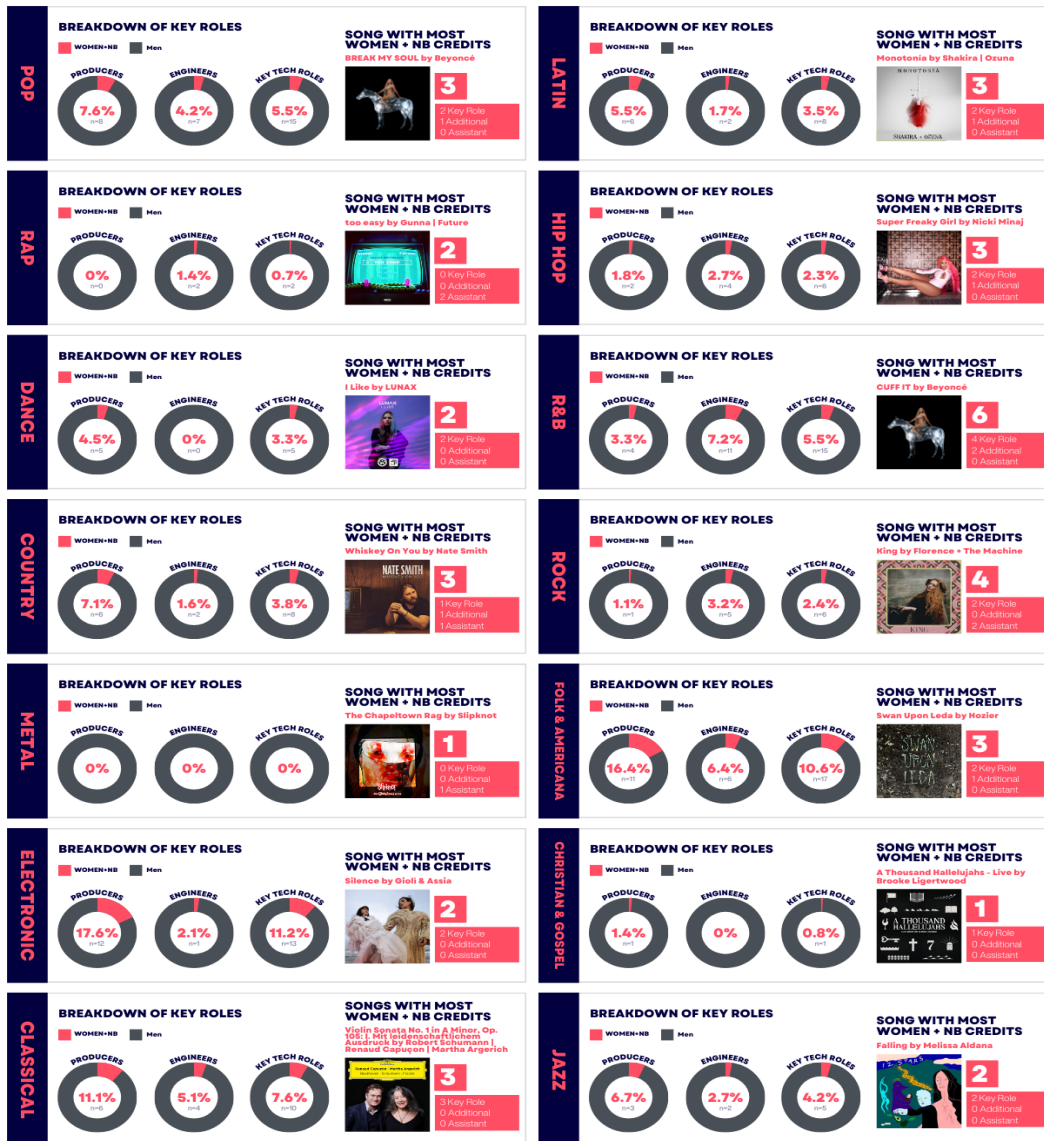 POP
BREAKDOWN OF KEY ROLES
WOMEN+NB Men
PRODUCERS ENGINEERS KEY TECH ROLES
7.6% 4.2% 5.5%
n=8 n=7 n=15
SONG WITH MOST
WOMEN + NB CREDITS
BREAK MY SOUL by Beyoncé
3
2 Key Role
1 Additional
0 Assistant
LATIN
BREAKDOWN OF KEY ROLES
WOMEN+NB Men
PRODUCERS ENGINEERS KEY TECH ROLES
5.5% 1.7% 3.5%
n=6 n=2 n=8
SONG WITH MOST
WOMEN + NB CREDITS
Monotonia by Shakira | Ozuna
MONOTONÍA
SHAKIRA + OZUNA
3
2 Key Role
1 Additional
0 Assistant
RAP
BREAKDOWN OF KEY ROLES
WOMEN+NB Men
PRODUCERS ENGINEERS KEY TECH ROLES
0% 1.4% 0.7%
n=0 n=2 n=2
SONG WITH MOST
WOMEN + NB CREDITS
too easy by Gunna | Future
2
0 Key Role
0 Additional
2 Assistant
HIP HOP
BREAKDOWN OF KEY ROLES
WOMEN+NB Men
PRODUCERS ENGINEERS KEY TECH ROLES
1.8% 2.7% 2.3%
n=2 n=4 n=6
SONG WITH MOST
WOMEN + NB CREDITS
Super Freaky Girl by Nicki Minaj
3
2 Key Role
1 Additional
0 Assistant
DANCE
BREAKDOWN OF KEY ROLES
WOMEN+NB Men
PRODUCERS ENGINEERS KEY TECH ROLES
4.5% 0% 3.3%
n=5 n=0 n=5
SONG WITH MOST
WOMEN + NB CREDITS
I Like by LUNAX
LUNAX
2
2 Key Role
0 Additional
0 Assistant
R&B
BREAKDOWN OF KEY ROLES
WOMEN+NB Men
PRODUCERS ENGINEERS KEY TECH ROLES
3.3% 7.2% 5.5%
n=4 n=11 n=15
SONG WITH MOST
WOMEN + NB CREDITS
CUFF IT by Beyoncé
6
4 Key Role
2 Additional
0 Assistant
COUNTRY
BREAKDOWN OF KEY ROLES
WOMEN+NB Men
PRODUCERS ENGINEERS KEY TECH ROLES
7.1% 1.6% 3.8%
n=6 n=2 n=8
SONG WITH MOST
WOMEN + NB CREDITS
Whiskey On You by Nate Smith
NATE SMITH
3
1 Key Role
1 Additional
1 Assistant
ROCK
BREAKDOWN OF KEY ROLES
WOMEN+NB Men
PRODUCERS ENGINEERS KEY TECH ROLES
1.1% 3.2% 2.4%
n=1 n=5 n=6
SONG WITH MOST
WOMEN + NB CREDITS
King by Florence + The Machine
KING
4
2 Key Role
0 Additional
2 Assistant
METAL
BREAKDOWN OF KEY ROLES
WOMEN+NB Men
PRODUCERS ENGINEERS KEY TECH ROLES
0% 0% 0%
SONG WITH MOST
WOMEN + NB CREDITS
The Chapeltown Rag by Slipknot
1
0 Key Role
0 Additional
1 Assistant
FOLK & AMERICANA
BREAKDOWN OF KEY ROLES
WOMEN+NB Men
PRODUCERS ENGINEERS KEY TECH ROLES
16.4% 6.4% 10.6%
n=11 n=6 n=17
SONG WITH MOST
WOMEN + NB CREDITS
Swan Upon Leda by Hozier
SWAN
UPON
LEDA
3
2 Key Role
1 Additional
0 Assistant
ELECTRONIC
BREAKDOWN OF KEY ROLES
WOMEN+NB Men
PRODUCERS ENGINEERS KEY TECH ROLES
17.6% 2.1% 11.2%
n=12 n=1 n=13
SONG WITH MOST
WOMEN + NB CREDITS
Silence by Gioli & Assia
2
2 Key Role
0 Additional
0 Assistant
CHRISTIAN & GOSPEL
BREAKDOWN OF KEY ROLES
WOMEN+NB Men
PRODUCERS ENGINEERS KEY TECH ROLES
1.4% 0% 0.8%
n=1 n=1
SONG WITH MOST
WOMEN + NB CREDITS
A Thousand Hallelujahs - Live by
Brooke Ligertwood
A THOUSAND
HALLELUJAHS
1
1 Key Role
0 Additional
0 Assistant
CLASSICAL
BREAKDOWN OF KEY ROLES
WOMEN+NB Men
PRODUCERS ENGINEERS KEY TECH ROLES
11.1% 5.1% 7.6%
n=6 n=4 n=10
SONGS WITH MOST
WOMEN + NB CREDITS
Violin Sonata No. 1 in A Minor, Op.
105: I. Mit leidenschaftlichem
Ausdruck by Robert Schumann |
Renaud Capuçon | Martha Argerich
Renaud Capuçon · Martha Argerich
3
3 Key Role
0 Additional
0 Assistant
JAZZ
BREAKDOWN OF KEY ROLES
WOMEN+NB Men
PRODUCERS ENGINEERS KEY TECH ROLES
6.7% 2.7% 4.2%
n=3 n=2 n=5
SONG WITH MOST
WOMEN + NB CREDITS
Falling by Melissa Aldana
12 STARS
2
2 Key Role
0 Additional
0 Assistant